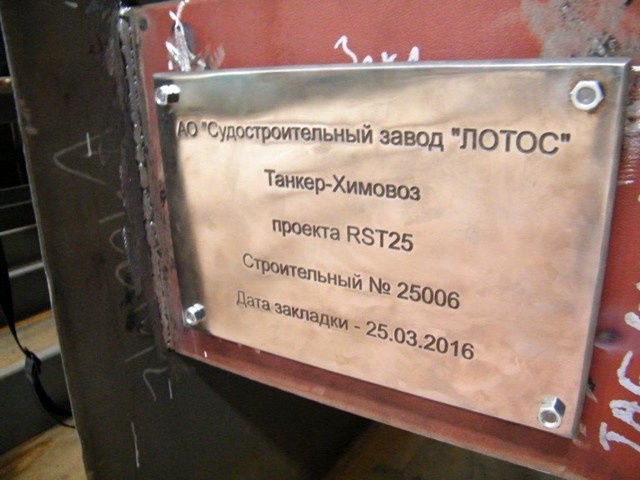 АО "Судостроительный завод "ЛОТОС"
Танкер-Химовоз
проекта RST25
Строительный № 25006
Дата закладки - 25.03.2016